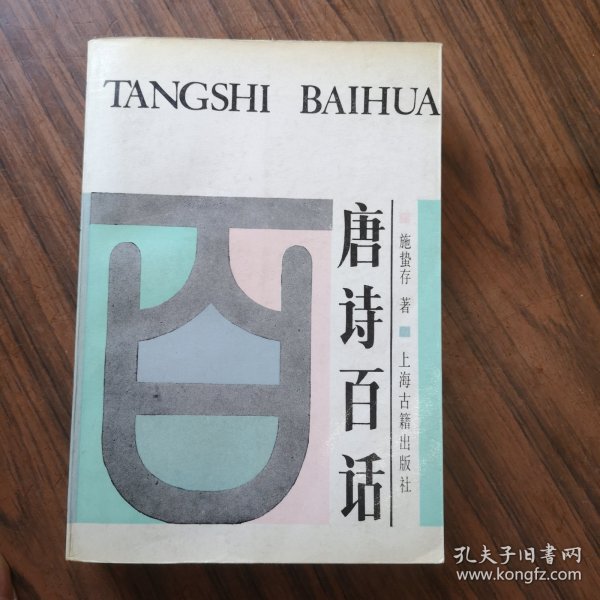 TANGSHI BAIHUA
唐诗百话
施蛰存 著
上海古籍出版社
孔夫子旧书网
www.kongfz.com